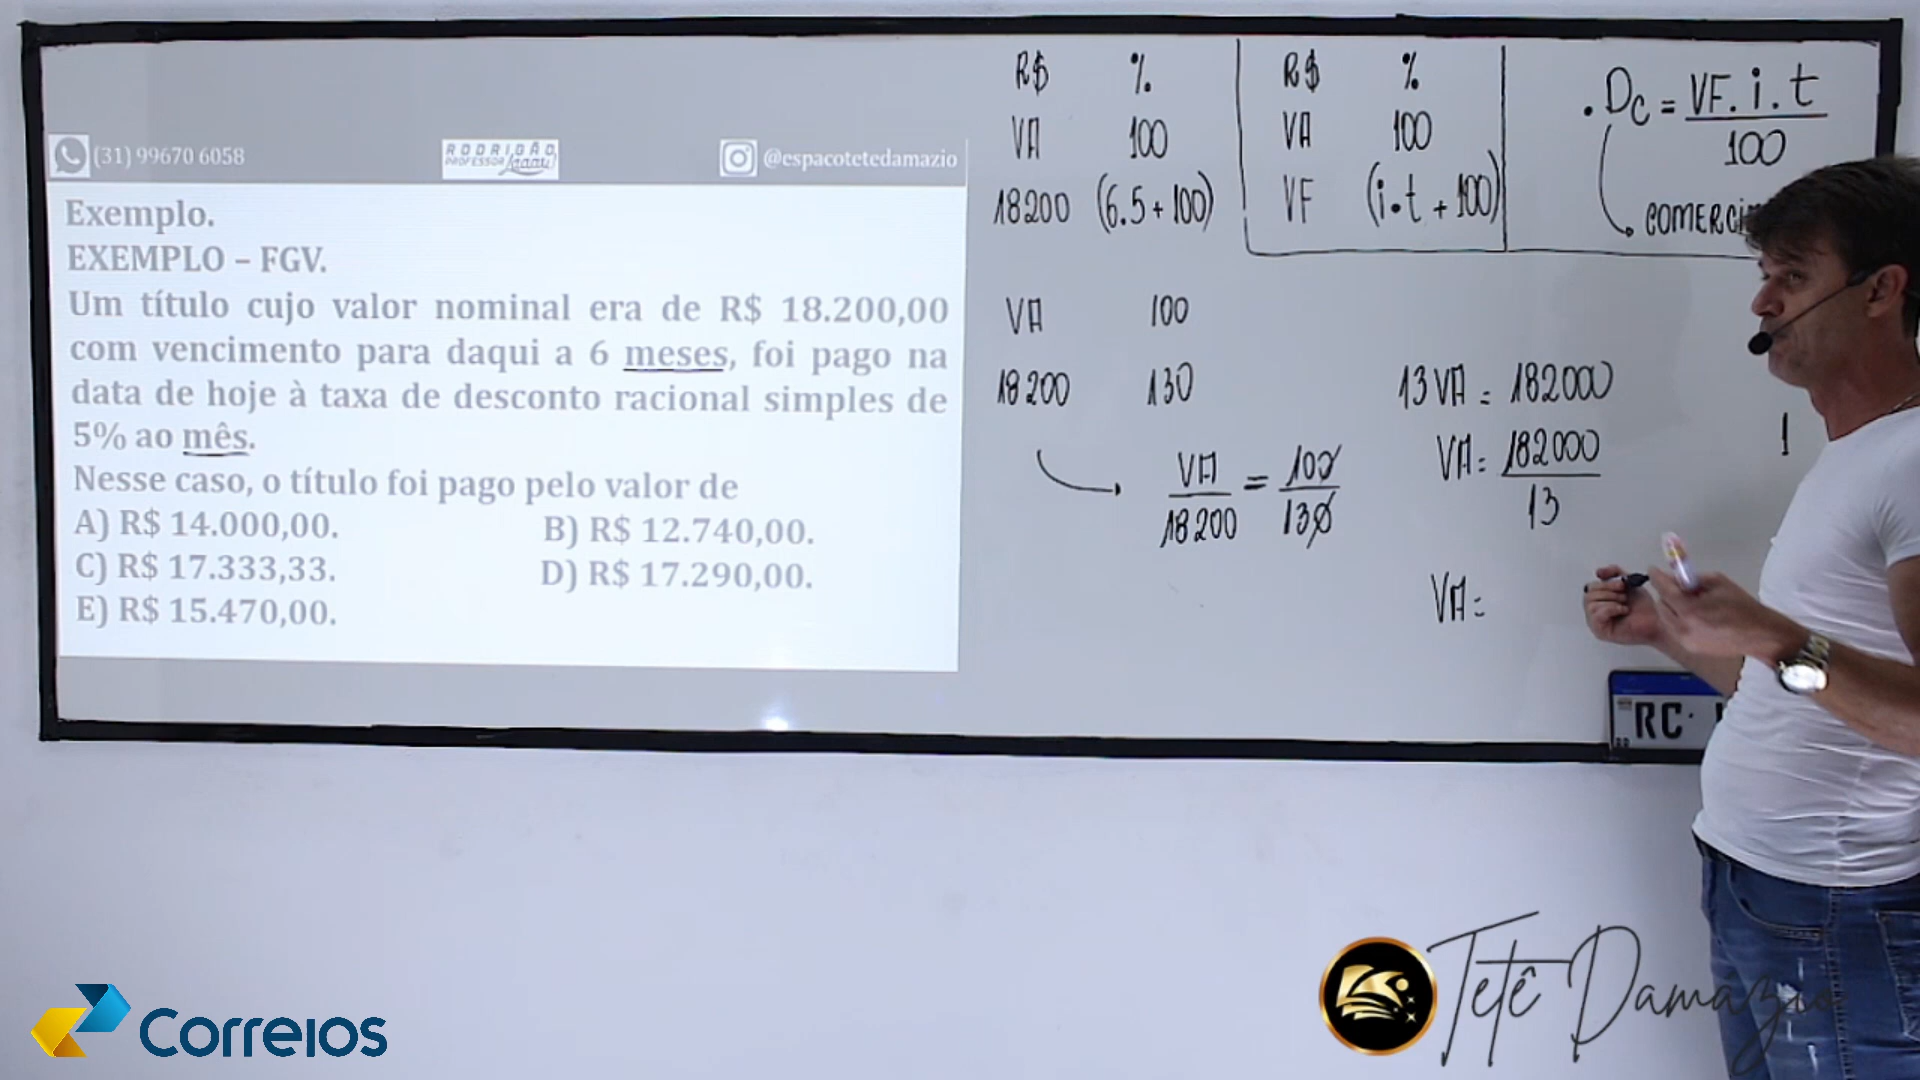 (31) 99670 6058
RODRIGÃO
PROFESSOR
@espacotetedamazio
Exemplo.
EXEMPLO – FGV.
Um título cujo valor nominal era de R$ 18.200,00
com vencimento para daqui a 6 meses, foi pago na
data de hoje à taxa de desconto racional simples de
5% ao mês.
Nesse caso, o título foi pago pelo valor de
A) R$ 14.000,00.
B) R$ 12.740,00.
C) R$ 17.333,33.
D) R$ 17.290,00.
E) R$ 15.470,00.
R$ %
VA 100
18200 (6.5+100)
VA 100
18200 130
VA/18200 = 100/130
R$ %
VA 100
VF (i.t + 100)
. Dc = VF.i.t/100
13VA = 182000
VA = 182000/13
VA =
1
RC
Correios
Tetê Damazio